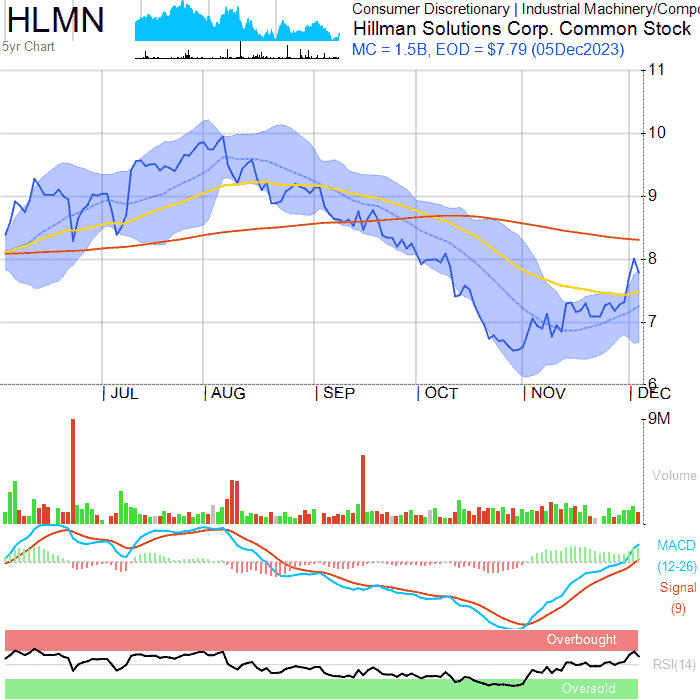 HLMN
5yr Chart
Consumer Discretionary | Industrial Machinery/Compo
Hillman Solutions Corp. Common Stock
MC = 1.5B, EOD = $7.79 (05Dec2023)
11
10
9
8
7
6
JUL AUG SEP OCT NOV DEC
9M
Volume
MACD
(12-26)
Signal
(9)
Overbought
RSI(14)
Oversold